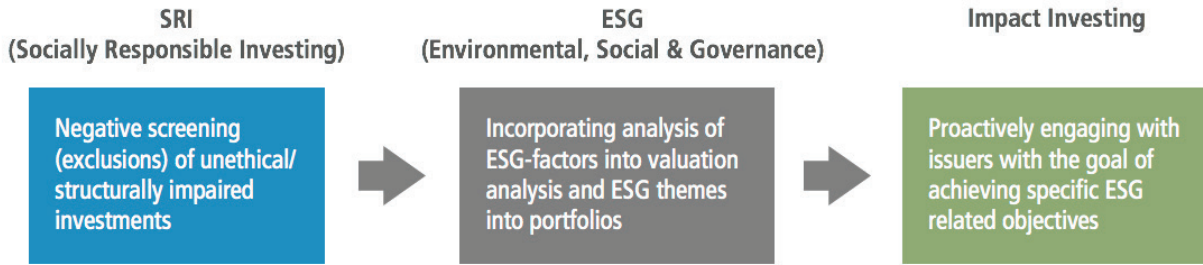 SRI
(Socially Responsible Investing)
ESG
(Environmental, Social & Governance)
Impact Investing
Negative screening
(exclusions) of unethical/
structurally impaired
investments
Incorporating analysis of
ESG-factors into valuation
analysis and ESG themes
into portfolios
Proactively engaging with
issuers with the goal of
achieving specific ESG
related objectives